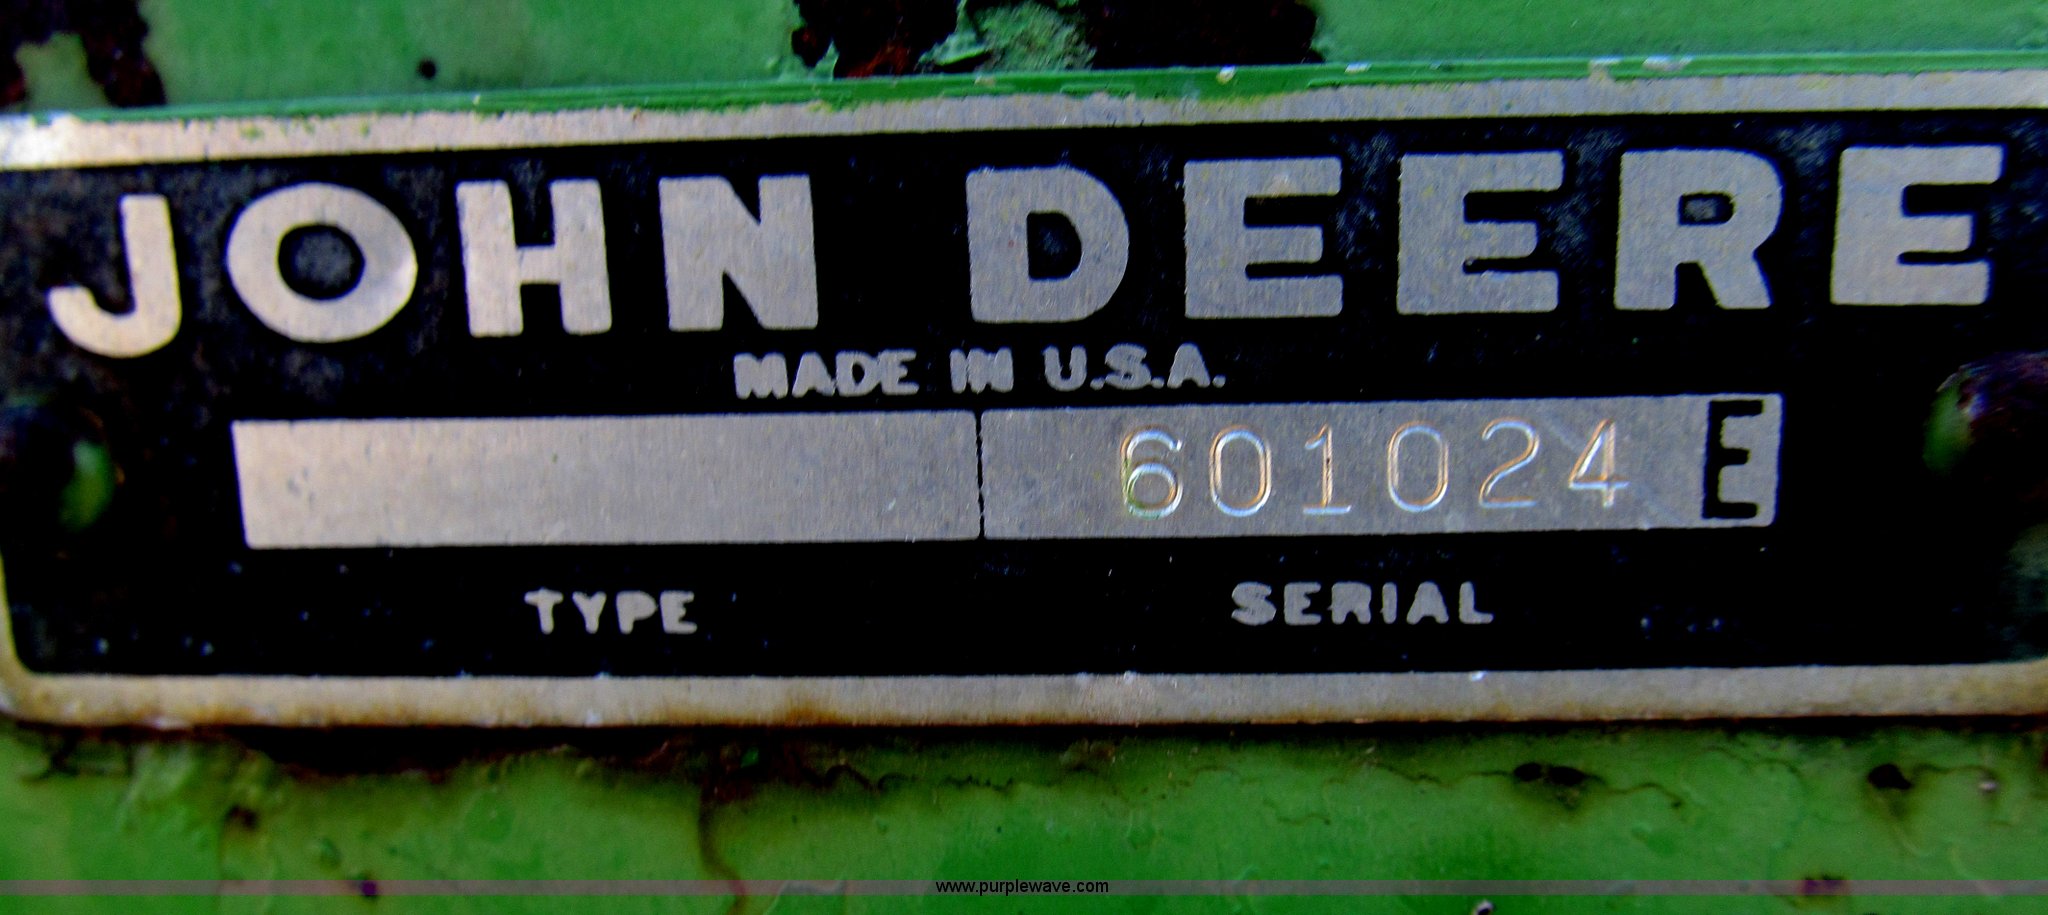 JOHN DEERE
MADE IN U.S.A.
601024 E
TYPE SERIAL
www.purplewave.com